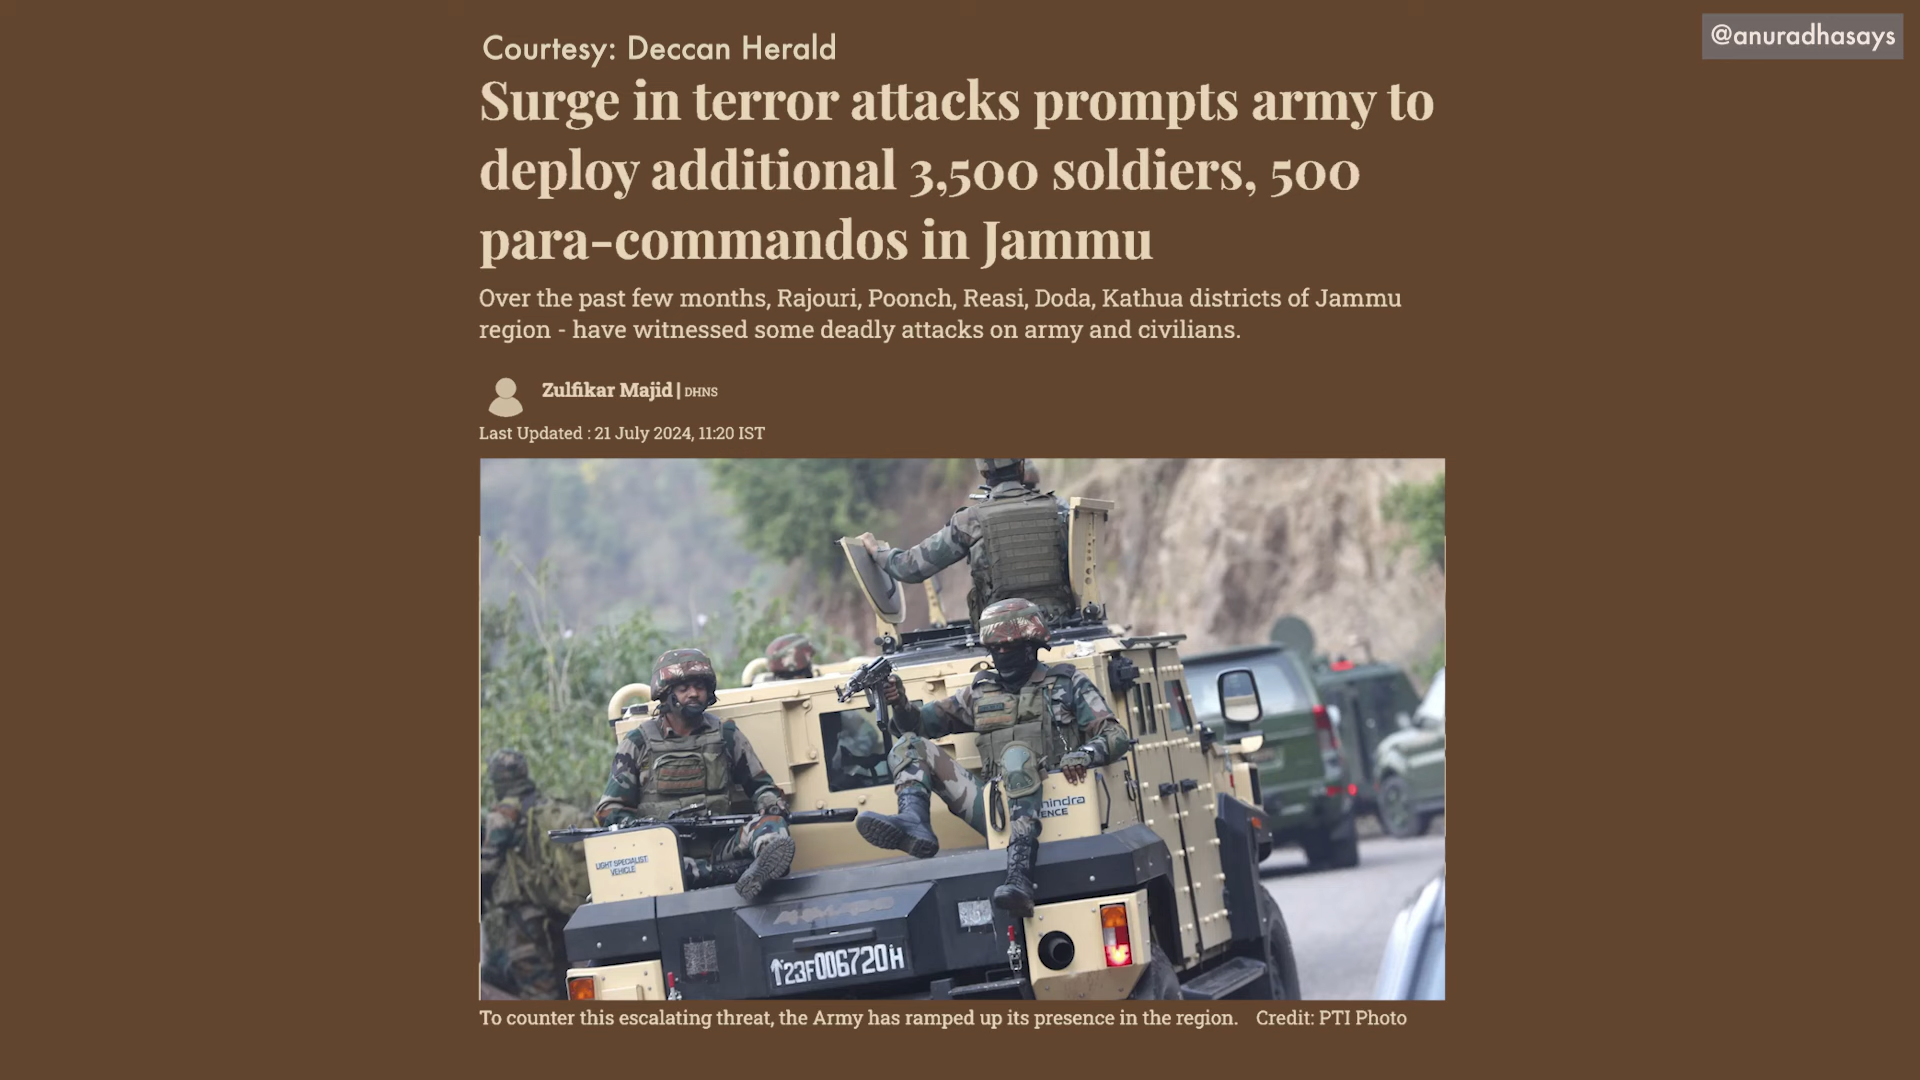 @anuradhasays
Courtesy: Deccan Herald
Surge in terror attacks prompts army to
deploy additional 3,500 soldiers, 500
para-commandos in Jammu
Over the past few months, Rajouri, Poonch, Reasi, Doda, Kathua districts of Jammu
region - have witnessed some deadly attacks on army and civilians.
Zulfikar Majid | DHNS
Last Updated : 21 July 2024, 11:20 IST
LIGHT SPECIALIST
VEHICLE
↑23F006720H
To counter this escalating threat, the Army has ramped up its presence in the region. Credit: PTI Photo